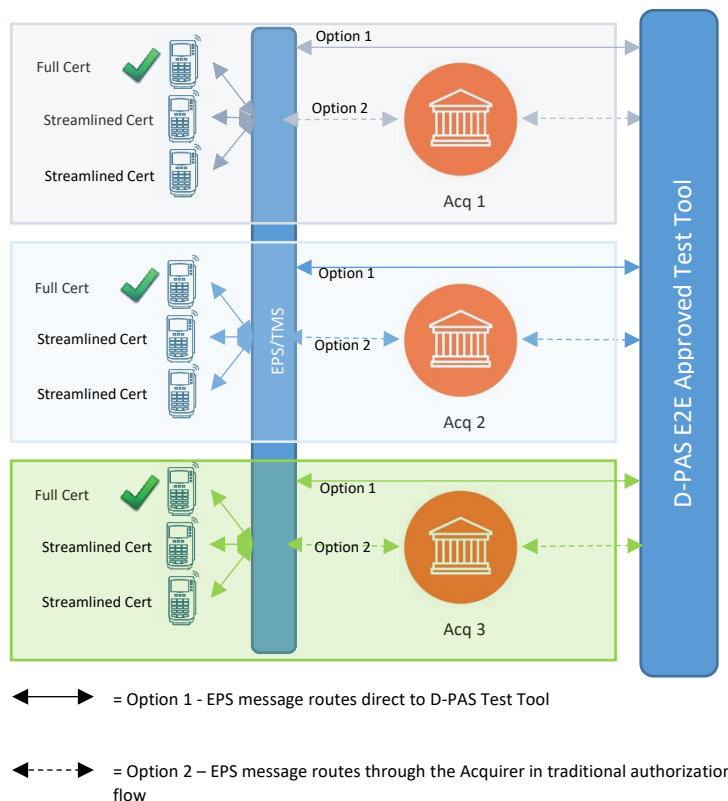 Option 1
Full Cert
Streamlined Cert
Option 2
Streamlined Cert
Acq 1
Option 1
Full Cert
Streamlined Cert
Option 2
Streamlined Cert
Acq 2
EPS/TMS
D-PAS E2E Approved Test Tool
Option 1
Full Cert
Streamlined Cert
Option 2
Streamlined Cert
Acq 3
= Option 1 - EPS message routes direct to D-PAS Test Tool
= Option 2 – EPS message routes through the Acquirer in traditional authorization
flow